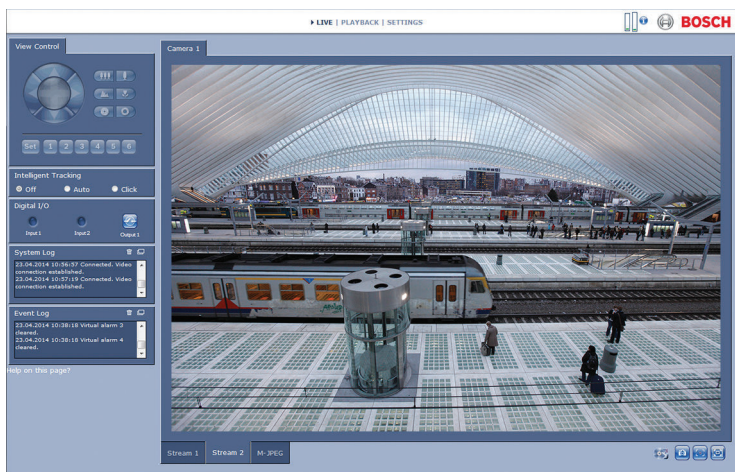 LIVE | PLAYBACK | SETTINGS
BOSCH
View Control
Camera 1
Set 1 2 3 4 5 6
Intelligent Tracking
Off Auto Click
Digital I/O
Input 1 Input 2 Output 1
System Log
23.04.2014 10:56:57 Connected. Video
connection established.
23.04.2014 10:57:19 Connected. Video
connection established.
Event Log
23.04.2014 10:38:18 Virtual alarm 3
cleared.
23.04.2014 10:38:18 Virtual alarm 4
cleared.
Help on this page?
Stream 1 Stream 2 M-JPEG